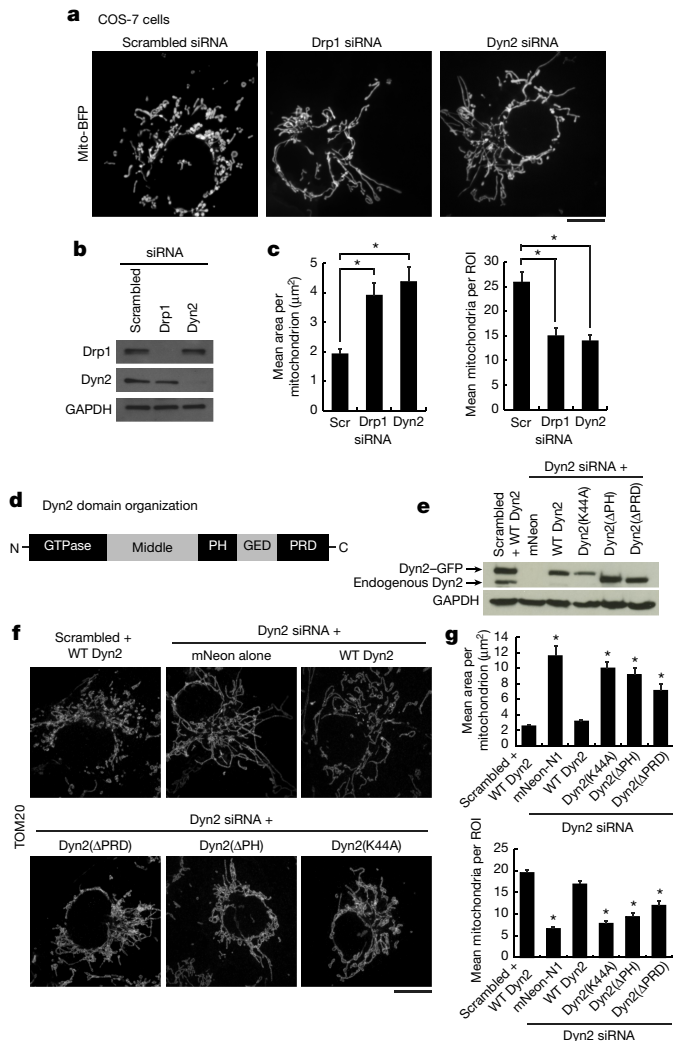 a COS-7 cells
Scrambled siRNA Drp1 siRNA Dyn2 siRNA
Mito-BFP
b siRNA
Scrambled Drp1 Dyn2
Drp1
Dyn2
GAPDH
c
Mean area per mitochondrion (μm²)
5
4
3
2
1
0
* *
Scr Drp1 Dyn2
siRNA
Mean mitochondria per ROI
30
25
20
15
10
5
0
* *
Scr Drp1 Dyn2
siRNA
d Dyn2 domain organization
N GTPase Middle PH GED PRD C
e Dyn2 siRNA +
Scrambled + WT Dyn2 mNeon WT Dyn2 Dyn2(K44A) Dyn2(ΔPH) Dyn2(ΔPRD)
Dyn2–GFP
Endogenous Dyn2
GAPDH
f Dyn2 siRNA +
Scrambled + WT Dyn2 mNeon alone WT Dyn2
TOM20
Dyn2 siRNA +
Dyn2(ΔPRD) Dyn2(ΔPH) Dyn2(K44A)
g
Mean area per mitochondrion (μm²)
14
12
10
8
6
4
2
0
* * * *
Scrambled + WT Dyn2 mNeon-N1 WT Dyn2 Dyn2(K44A) Dyn2(ΔPH) Dyn2(ΔPRD)
Dyn2 siRNA
Mean mitochondria per ROI
25
20
15
10
5
0
* * * *
Scrambled + WT Dyn2 mNeon-N1 WT Dyn2 Dyn2(K44A) Dyn2(ΔPH) Dyn2(ΔPRD)
Dyn2 siRNA